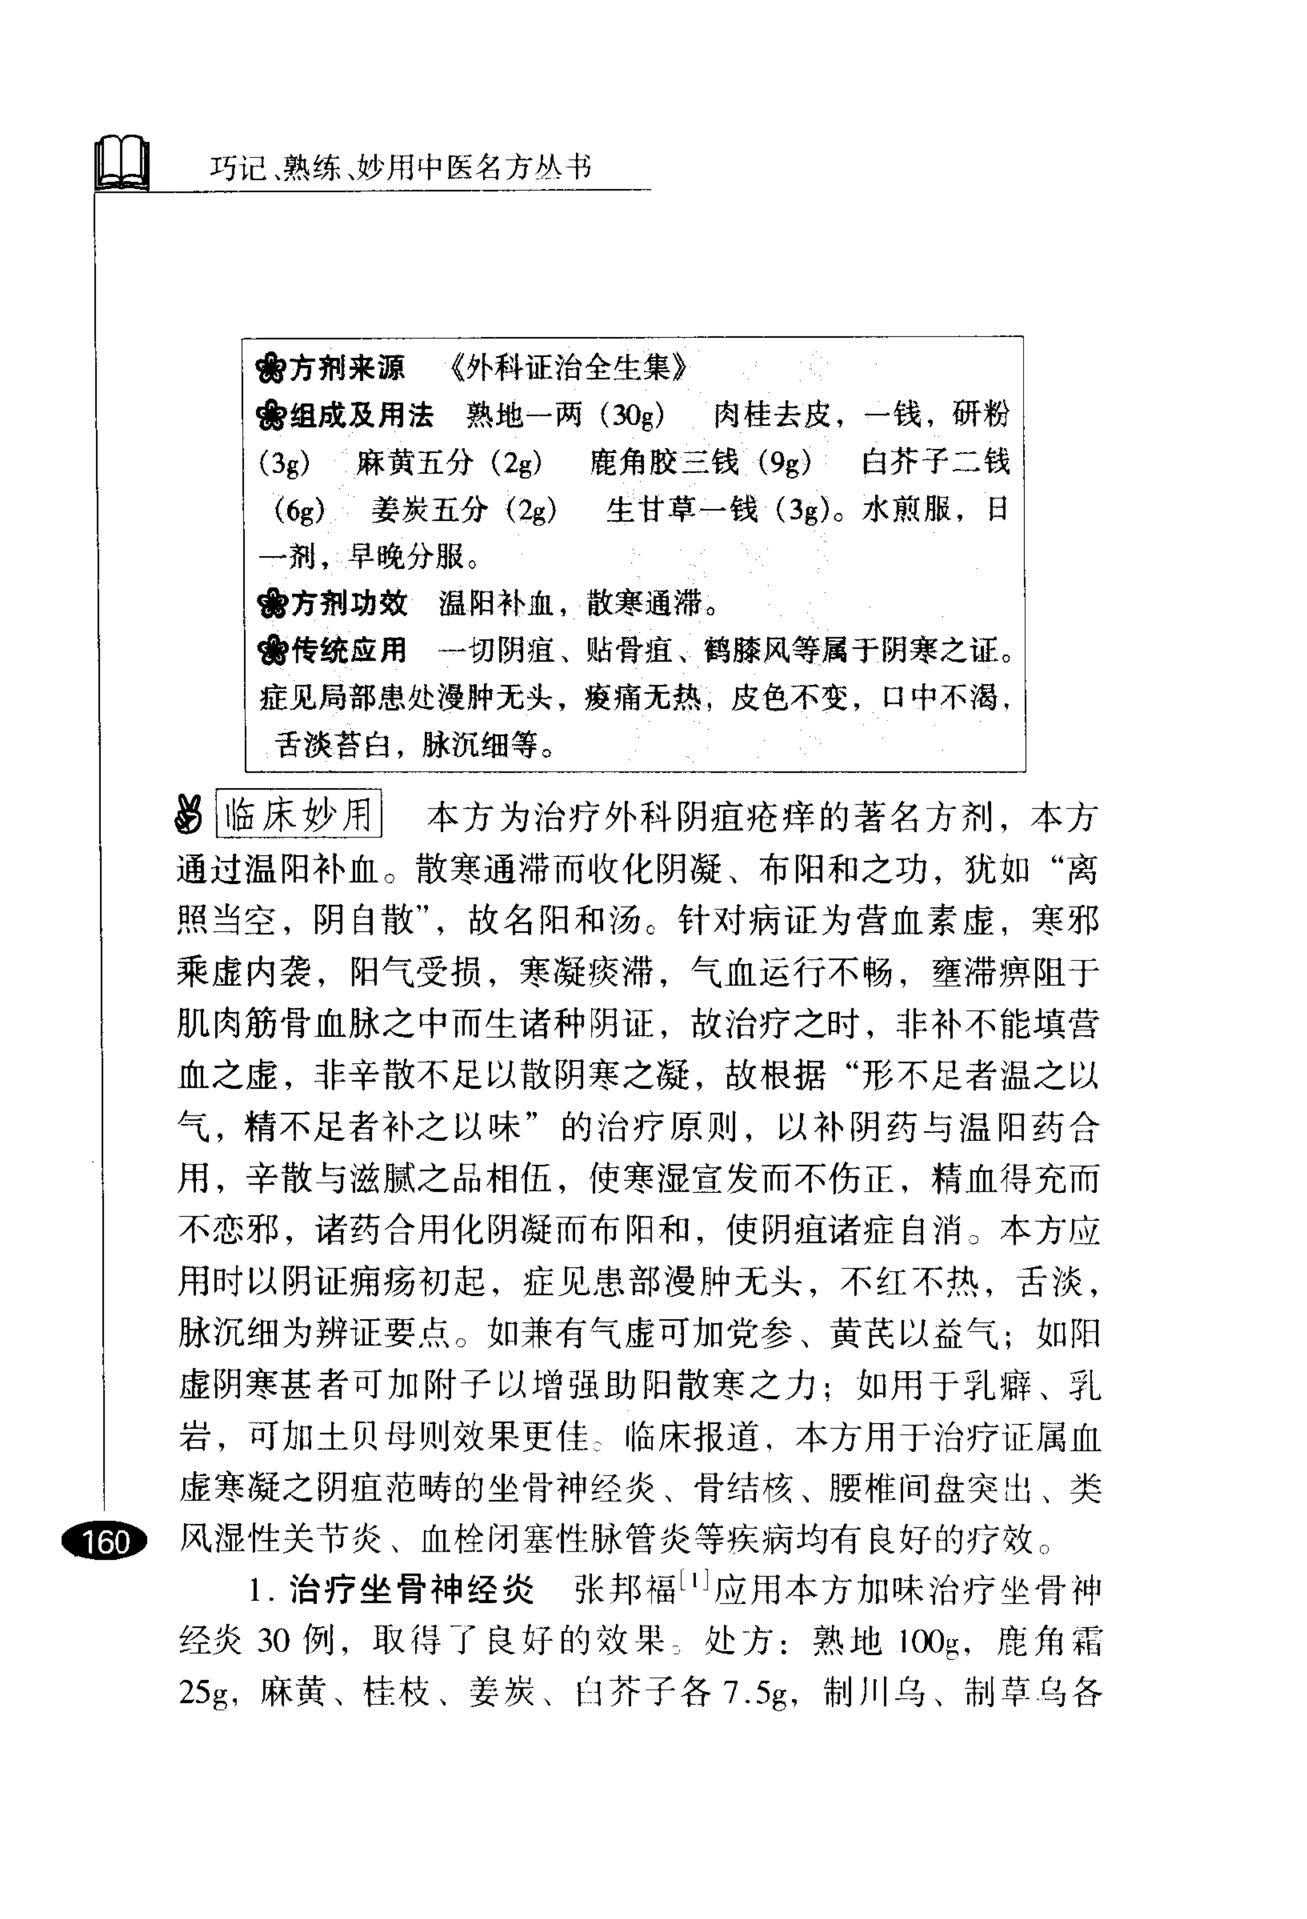 巧记、熟练、妙用中医名方丛书
方剂来源 《外科证治全生集》
组成及用法 熟地一两（30g） 肉桂去皮，一钱，研粉
（3g） 麻黄五分（2g） 鹿角胶三钱（9g） 白芥子二钱
（6g） 姜炭五分（2g） 生甘草一钱（3g）。水煎服，日
一剂，早晚分服。
方剂功效 温阳补血，散寒通滞。
传统应用 一切阴疽、贴骨疽、鹤膝风等属于阴寒之证。
症见局部患处漫肿无头，痠痛无热，皮色不变，口中不渴，
舌淡苔白，脉沉细等。
临床妙用 本方为治疗外科阴疽疮痒的著名方剂，本方
通过温阳补血。散寒通滞而收化阴凝、布阳和之功，犹如“离
照当空，阴自散”，故名阳和汤。针对病证为营血素虚，寒邪
乘虚内袭，阳气受损，寒凝痰滞，气血运行不畅，壅滞痹阻于
肌肉筋骨血脉之中而生诸种阴证，故治疗之时，非补不能填营
血之虚，非辛散不足以散阴寒之凝，故根据“形不足者温之以
气，精不足者补之以味”的治疗原则，以补阴药与温阳药合
用，辛散与滋腻之品相伍，使寒湿宣发而不伤正，精血得充而
不恋邪，诸药合用化阴凝而布阳和，使阴疽诸症自消。本方应
用时以阴证痈疡初起，症见患部漫肿无头，不红不热，舌淡，
脉沉细为辨证要点。如兼有气虚可加党参、黄芪以益气；如阳
虚阴寒甚者可加附子以增强助阳散寒之力；如用于乳癖、乳
岩，可加土贝母则效果更佳。临床报道，本方用于治疗证属血
虚寒凝之阴疽范畴的坐骨神经炎、骨结核、腰椎间盘突出、类
风湿性关节炎、血栓闭塞性脉管炎等疾病均有良好的疗效。
160
1. 治疗坐骨神经炎 张邦福[1]应用本方加味治疗坐骨神
经炎 30 例，取得了良好的效果。处方：熟地 100g，鹿角霜
25g，麻黄、桂枝、姜炭、白芥子各 7.5g，制川乌、制草乌各